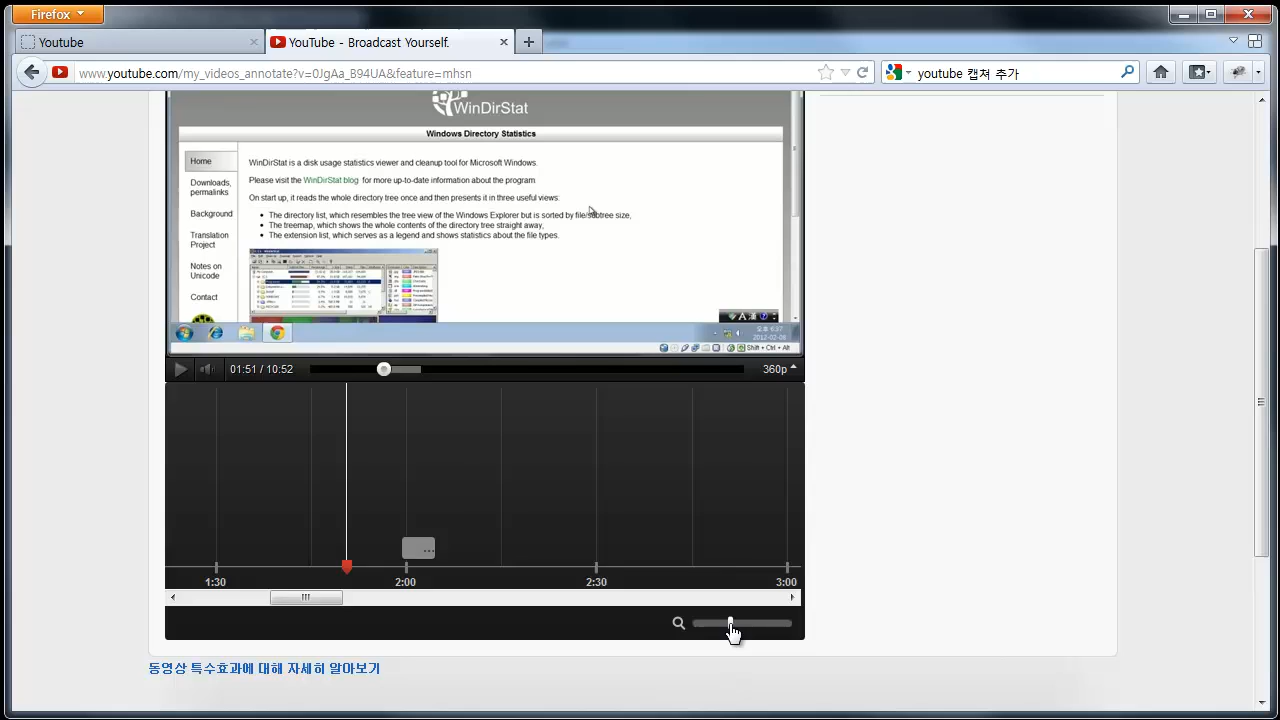 Firefox
Youtube
YouTube - Broadcast Yourself.
www.youtube.com/my_videos_annotate?v=0JgAa_B94UA&feature=mhsn
youtube 캡쳐 추가
WinDirStat
Windows Directory Statistics
Home
Downloads, permalinks
Background
Translation Project
Notes on Unicode
Contact
WinDirStat is a disk usage statistics viewer and cleanup tool for Microsoft Windows.
Please visit the WinDirStat blog for more up-to-date information about the program
On start up, it reads the whole directory tree once and then presents it in three useful views:
The directory list, which resembles the tree view of the Windows Explorer but is sorted by file/subtree size,
The treemap, which shows the whole contents of the directory tree straight away,
The extension list, which serves as a legend and shows statistics about the file types.
Shift + Ctrl + Alt
01:51 / 10:52
360p
...
1:30
2:00
2:30
3:00
동영상 특수효과에 대해 자세히 알아보기